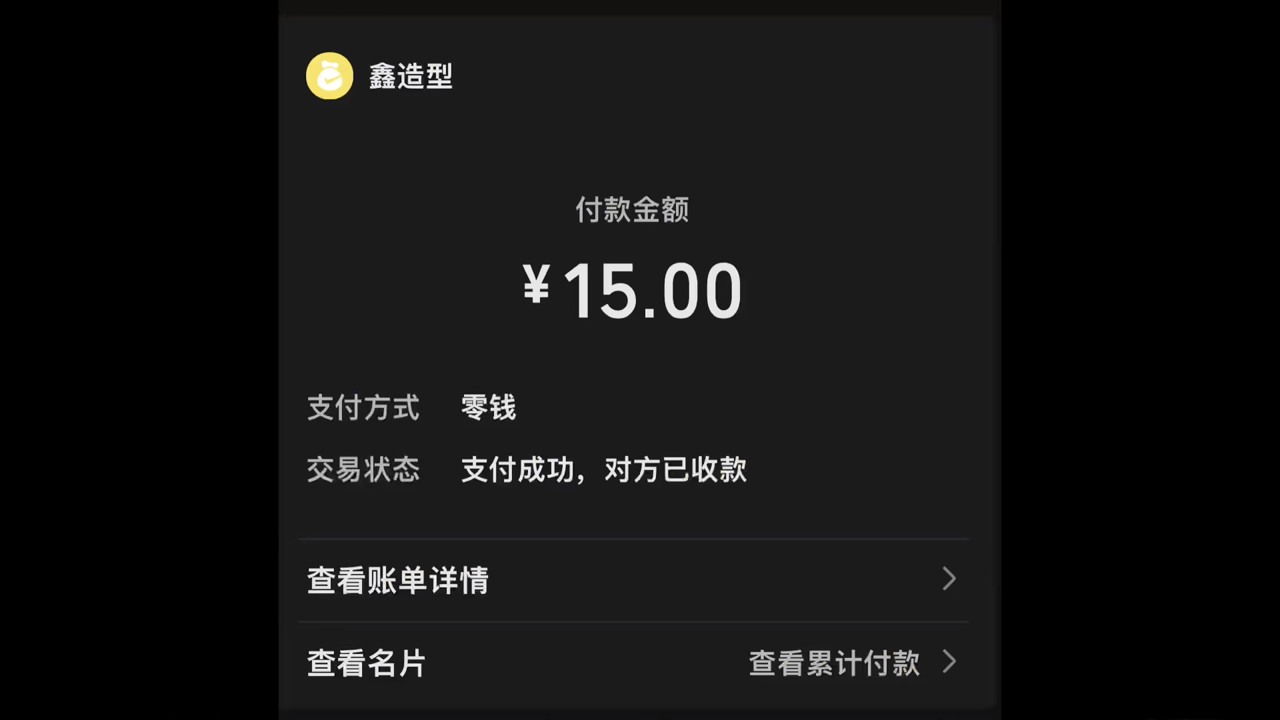 鑫造型
付款金额
¥15.00
支付方式 零钱
交易状态 支付成功，对方已收款
查看账单详情
查看名片 查看累计付款